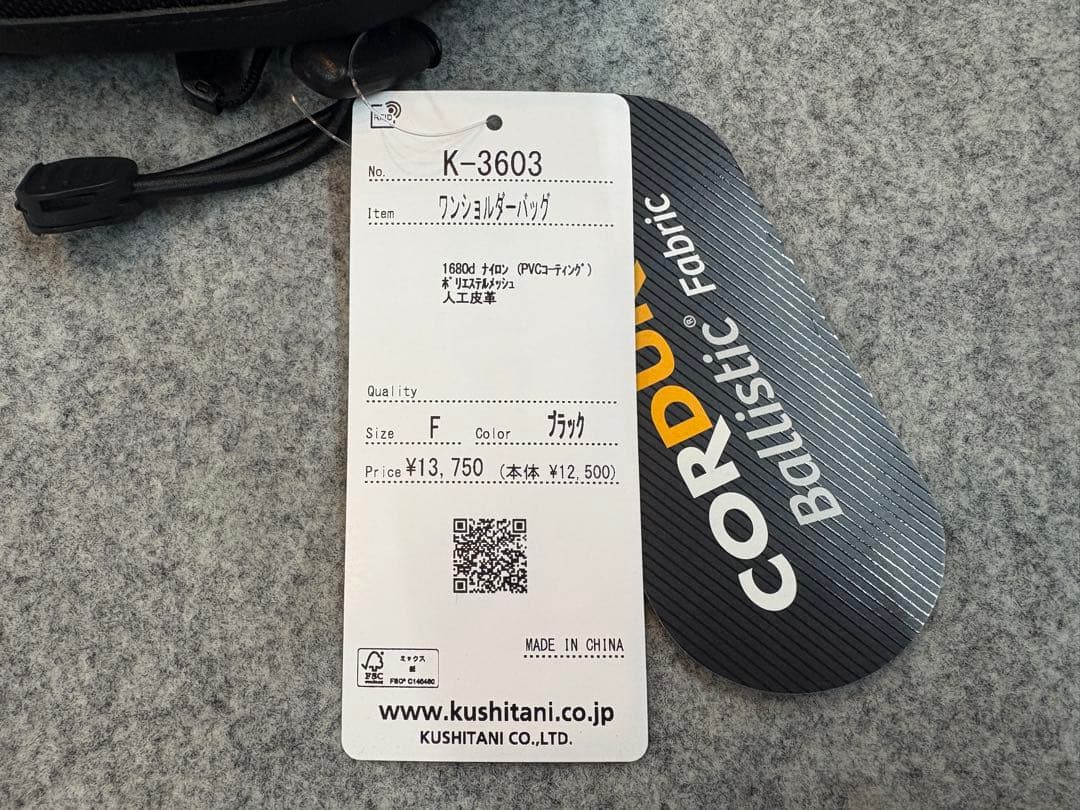 RFID
No. K-3603
Item ワンショルダーバッグ
1680d ナイロン (PVCコーティング)
ポリエステルメッシュ
人工皮革
Quality
Size F Color ブラック
Price ¥13,750 (本体 ¥12,500)
MADE IN CHINA
ミックス
紙
FSC
FSC® C146480
www.kushitani.co.jp
KUSHITANI CO.,LTD.
CORDUR
Ballistic® Fabric